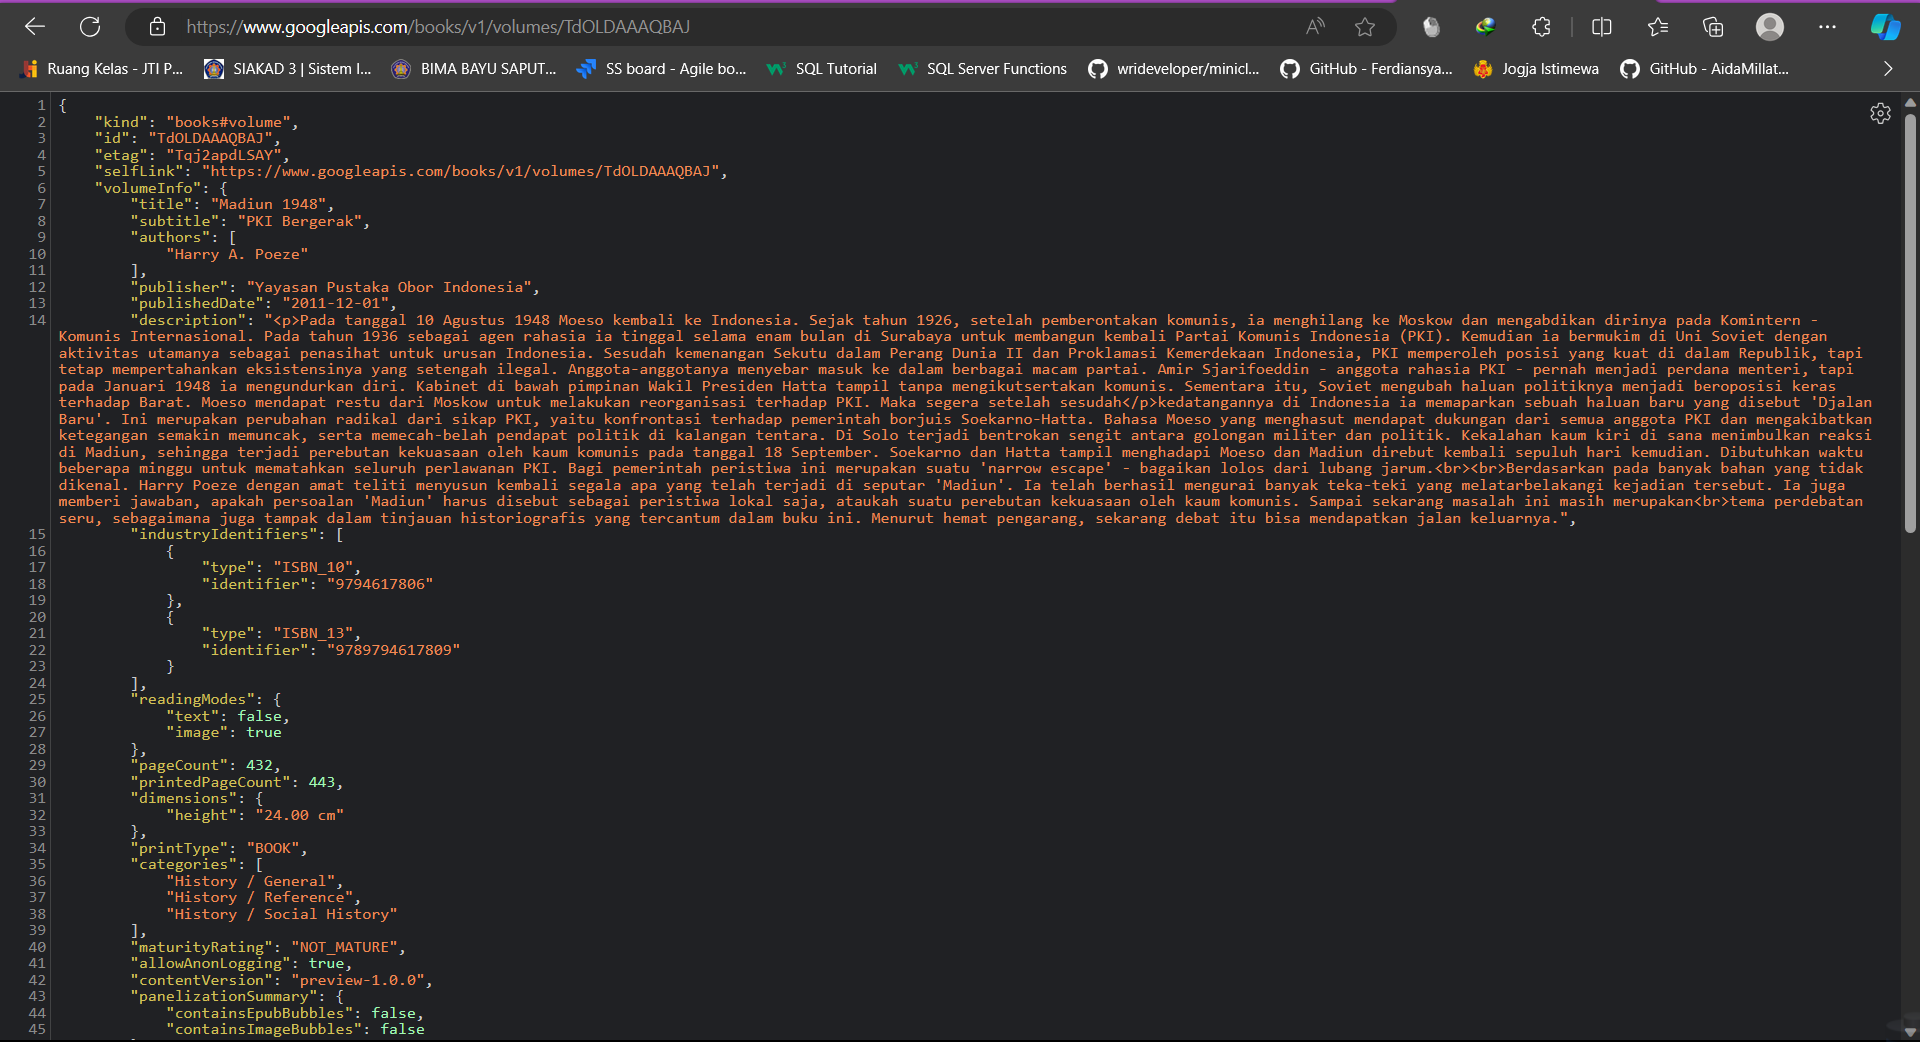 https://www.googleapis.com/books/v1/volumes/TdOLDAAAQBAJ
Ruang Kelas - JTI P... SIAKAD 3 | Sistem I... BIMA BAYU SAPUT... SS board - Agile bo... SQL Tutorial SQL Server Functions wrideveloper/minicl... GitHub - Ferdiansya... Jogja Istimewa GitHub - AidaMillat...
1 {
2 "kind": "books#volume",
3 "id": "TdOLDAAAQBAJ",
4 "etag": "Tqj2apdLSAY",
5 "selfLink": "https://www.googleapis.com/books/v1/volumes/TdOLDAAAQBAJ",
6 "volumeInfo": {
7 "title": "Madiun 1948",
8 "subtitle": "PKI Bergerak",
9 "authors": [
10 "Harry A. Poeze"
11 ],
12 "publisher": "Yayasan Pustaka Obor Indonesia",
13 "publishedDate": "2011-12-01",
14 "description": "<p>Pada tanggal 10 Agustus 1948 Moeso kembali ke Indonesia. Sejak tahun 1926, setelah pemberontakan komunis, ia menghilang ke Moskow dan mengabdikan dirinya pada Komintern -
Komunis Internasional. Pada tahun 1936 sebagai agen rahasia ia tinggal selama enam bulan di Surabaya untuk membangun kembali Partai Komunis Indonesia (PKI). Kemudian ia bermukim di Uni Soviet dengan
aktivitas utamanya sebagai penasihat untuk urusan Indonesia. Sesudah kemenangan Sekutu dalam Perang Dunia II dan Proklamasi Kemerdekaan Indonesia, PKI memperoleh posisi yang kuat di dalam Republik, tapi
tetap mempertahankan eksistensinya yang setengah ilegal. Anggota-anggotanya menyebar masuk ke dalam berbagai macam partai. Amir Sjarifoeddin - anggota rahasia PKI - pernah menjadi perdana menteri, tapi
pada Januari 1948 ia mengundurkan diri. Kabinet di bawah pimpinan Wakil Presiden Hatta tampil tanpa mengikutsertakan komunis. Sementara itu, Soviet mengubah haluan politiknya menjadi beroposisi keras
terhadap Barat. Moeso mendapat restu dari Moskow untuk melakukan reorganisasi terhadap PKI. Maka segera setelah sesudah</p>kedatangannya di Indonesia ia memaparkan sebuah haluan baru yang disebut 'Djalan
Baru'. Ini merupakan perubahan radikal dari sikap PKI, yaitu konfrontasi terhadap pemerintah borjuis Soekarno-Hatta. Bahasa Moeso yang menghasut mendapat dukungan dari semua anggota PKI dan mengakibatkan
ketegangan semakin memuncak, serta memecah-belah pendapat politik di kalangan tentara. Di Solo terjadi bentrokan sengit antara golongan militer dan politik. Kekalahan kaum kiri di sana menimbulkan reaksi
di Madiun, sehingga terjadi perebutan kekuasaan oleh kaum komunis pada tanggal 18 September. Soekarno dan Hatta tampil menghadapi Moeso dan Madiun direbut kembali sepuluh hari kemudian. Dibutuhkan waktu
beberapa minggu untuk mematahkan seluruh perlawanan PKI. Bagi pemerintah peristiwa ini merupakan suatu 'narrow escape' - bagaikan lolos dari lubang jarum.<br><br>Berdasarkan pada banyak bahan yang tidak
dikenal. Harry Poeze dengan amat teliti menyusun kembali segala apa yang telah terjadi di seputar 'Madiun'. Ia telah berhasil mengurai banyak teka-teki yang melatarbelakangi kejadian tersebut. Ia juga
memberi jawaban, apakah persoalan 'Madiun' harus disebut sebagai peristiwa lokal saja, ataukah suatu perebutan kekuasaan oleh kaum komunis. Sampai sekarang masalah ini masih merupakan<br>tema perdebatan
seru, sebagaimana juga tampak dalam tinjauan historiografis yang tercantum dalam buku ini. Menurut hemat pengarang, sekarang debat itu bisa mendapatkan jalan keluarnya.",
15 "industryIdentifiers": [
16 {
17 "type": "ISBN_10",
18 "identifier": "9794617806"
19 },
20 {
21 "type": "ISBN_13",
22 "identifier": "9789794617809"
23 }
24 ],
25 "readingModes": {
26 "text": false,
27 "image": true
28 },
29 "pageCount": 432,
30 "printedPageCount": 443,
31 "dimensions": {
32 "height": "24.00 cm"
33 },
34 "printType": "BOOK",
35 "categories": [
36 "History / General",
37 "History / Reference",
38 "History / Social History"
39 ],
40 "maturityRating": "NOT_MATURE",
41 "allowAnonLogging": true,
42 "contentVersion": "preview-1.0.0",
43 "panelizationSummary": {
44 "containsEpubBubbles": false,
45 "containsImageBubbles": false